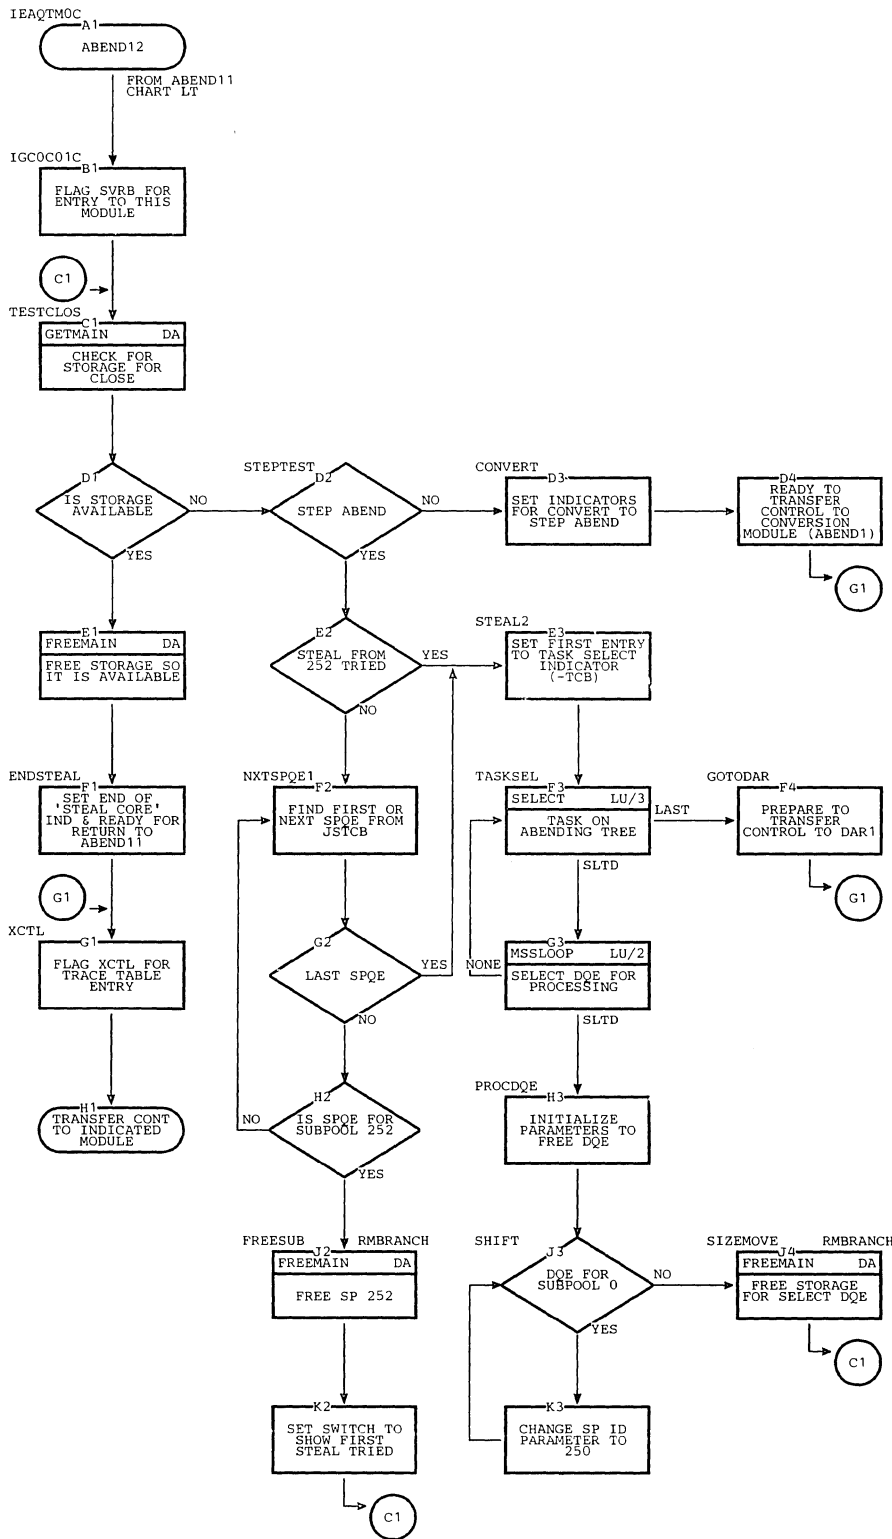 IEAQTM0C
A1
ABEND12
FROM ABEND11
CHART LT
IGC0C01C
B1
FLAG SVRB FOR
ENTRY TO THIS
MODULE
C1
TESTCLOS
C1
GETMAIN DA
CHECK FOR
STORAGE FOR
CLOSE
D1
IS STORAGE
AVAILABLE
NO
YES
STEPTEST
D2
STEP ABEND
NO
YES
CONVERT
D3
SET INDICATORS
FOR CONVERT TO
STEP ABEND
D4
READY TO
TRANSFER
CONTROL TO
CONVERSION
MODULE (ABEND1)
G1
E1
FREEMAIN DA
FREE STORAGE SO
IT IS AVAILABLE
E2
STEAL FROM
252 TRIED
YES
NO
STEAL2
E3
SET FIRST ENTRY
TO TASK SELECT
INDICATOR
(-TCB)
ENDSTEAL
F1
SET END OF
'STEAL CORE'
IND & READY FOR
RETURN TO
ABEND11
NXTSPQE1
F2
FIND FIRST OR
NEXT SPQE FROM
JSTCB
TASKSEL
F3
SELECT LU/3
TASK ON
ABENDING TREE
LAST
SLTD
GOTODAR
F4
PREPARE TO
TRANSFER
CONTROL TO DAR1
G1
G1
XCTL
G1
FLAG XCTL FOR
TRACE TABLE
ENTRY
G2
LAST SPQE
YES
NO
G3
MSSLOOP LU/2
NONE
SELECT DQE FOR
PROCESSING
SLTD
H1
TRANSFER CONT
TO INDICATED
MODULE
H2
NO
IS SPQE FOR
SUBPOOL 252
YES
PROCDQE
H3
INITIALIZE
PARAMETERS TO
FREE DQE
FREESUB RMBRANCH
J2
FREEMAIN DA
FREE SP 252
SHIFT
J3
DQE FOR
SUBPOOL 0
NO
YES
SIZEMOVE RMBRANCH
J4
FREEMAIN DA
FREE STORAGE
FOR SELECT DQE
C1
K2
SET SWITCH TO
SHOW FIRST
STEAL TRIED
C1
K3
CHANGE SP ID
PARAMETER TO
250